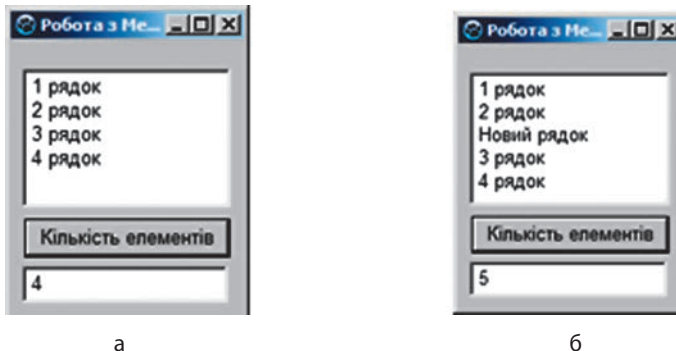 Робота з Ме...
1 рядок
2 рядок
3 рядок
4 рядок
Кількість елементів
4
а
Робота з Ме...
1 рядок
2 рядок
Новий рядок
3 рядок
4 рядок
Кількість елементів
5
б